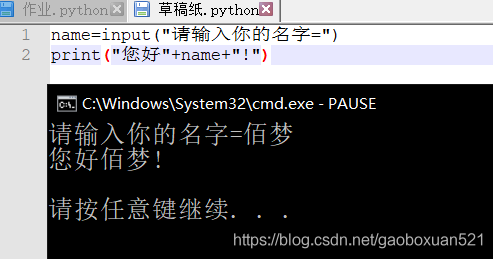 作业.python
草稿纸.python
1 name=input("请输入你的名字=")
2 print("您好"+name+"!")
C:\Windows\System32\cmd.exe - PAUSE
请输入你的名字=佰梦
您好佰梦!
请按任意键继续. . .
https://blog.csdn.net/gaoboxuan521